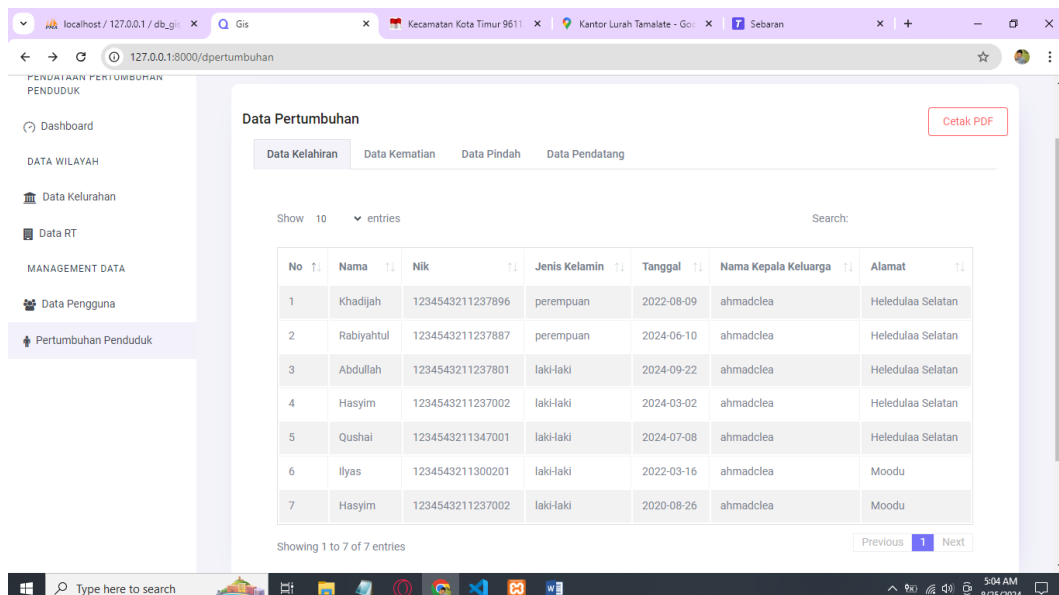 localhost / 127.0.0.1 / db_gis
Gis
Kecamatan Kota Timur 9611
Kantor Lurah Tamalate - Goo
Sebaran
127.0.0.1:8000/dpertumbuhan
PENDATAAN PERTUMBUHAN
PENDUDUK
Dashboard
DATA WILAYAH
Data Kelurahan
Data RT
MANAGEMENT DATA
Data Pengguna
Pertumbuhan Penduduk
Data Pertumbuhan
Cetak PDF
Data Kelahiran Data Kematian Data Pindah Data Pendatang
Show 10 entries Search:
No Nama Nik Jenis Kelamin Tanggal Nama Kepala Keluarga Alamat
1 Khadijah 1234543211237896 perempuan 2022-08-09 ahmadclea Heledulaa Selatan
2 Rabiyahtul 1234543211237887 perempuan 2024-06-10 ahmadclea Heledulaa Selatan
3 Abdullah 1234543211237801 laki-laki 2024-09-22 ahmadclea Heledulaa Selatan
4 Hasyim 1234543211237002 laki-laki 2024-03-02 ahmadclea Heledulaa Selatan
5 Qushai 1234543211347001 laki-laki 2024-07-08 ahmadclea Heledulaa Selatan
6 Ilyas 1234543211300201 laki-laki 2022-03-16 ahmadclea Moodu
7 Hasyim 1234543211237002 laki-laki 2020-08-26 ahmadclea Moodu
Showing 1 to 7 of 7 entries
Previous 1 Next
Type here to search
5:04 AM
8/25/2024